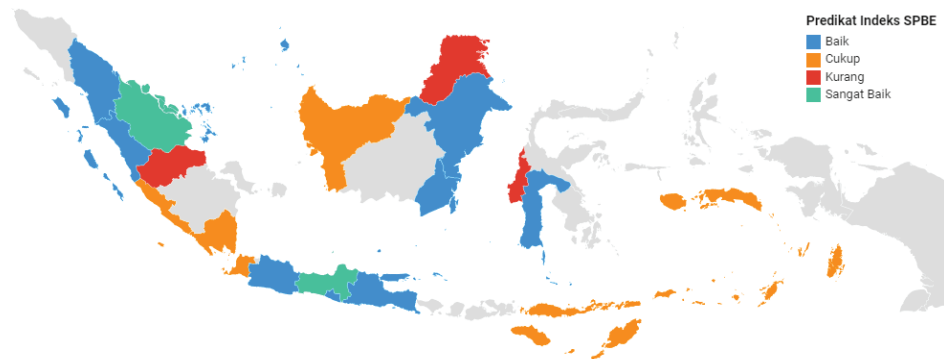 Predikat Indeks SPBE
Baik
Cukup
Kurang
Sangat Baik